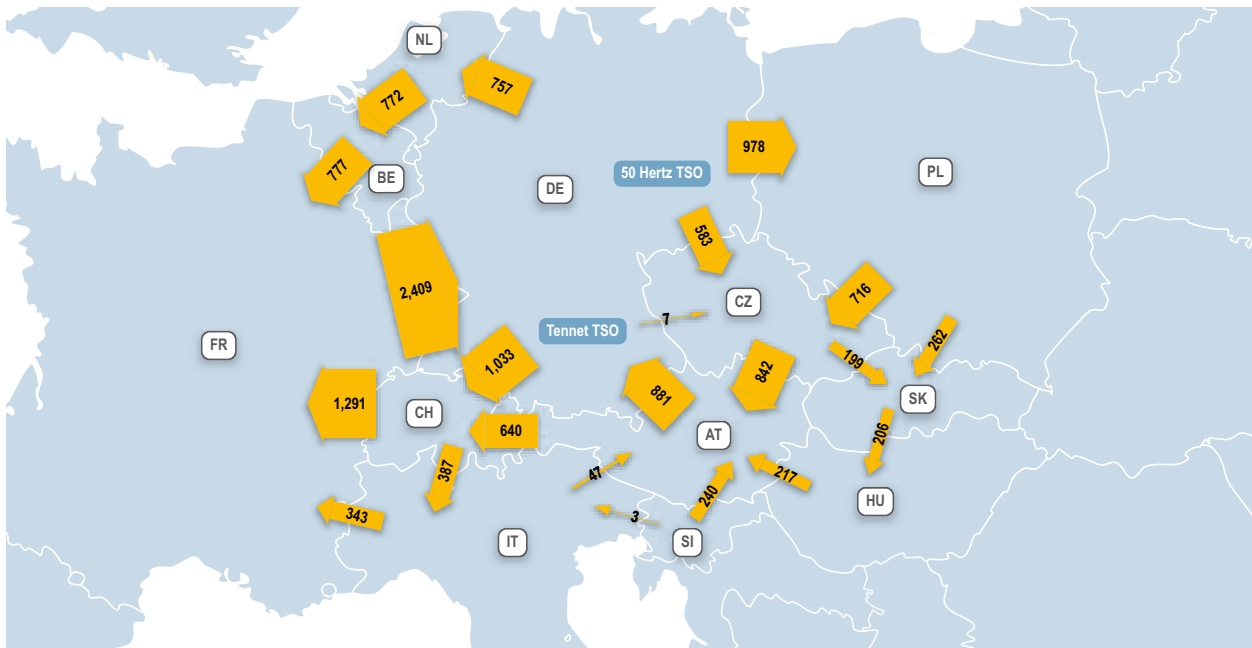 NL
757
772
978
777
50 Hertz TSO
BE
PL
DE
583
2,409
716
CZ
7
Tennet TSO
262
FR
199
1,033
842
881
SK
1,291
CH
640
AT
206
387
47
217
240
HU
343
3
IT
SI